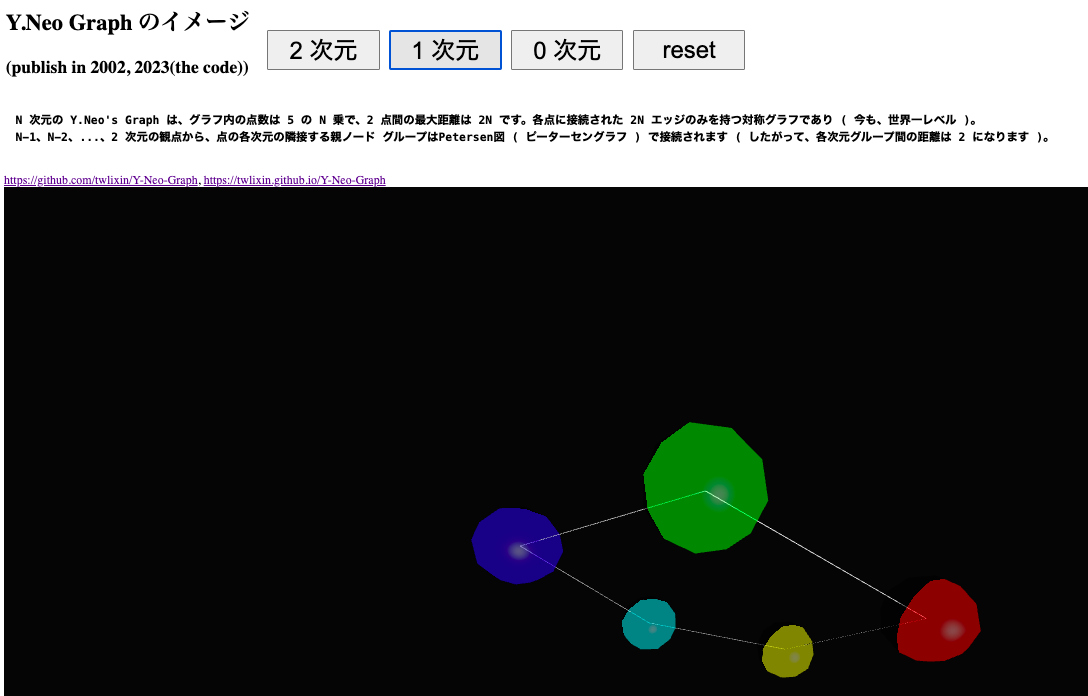 Y.Neo Graph のイメージ
(publish in 2002, 2023(the code))
2 次元 1 次元 0 次元 reset
N 次元の Y.Neo's Graph は、グラフ内の点数は 5 の N 乗で、2 点間の最大距離は 2N です。各点に接続された 2N エッジのみを持つ対称グラフであり ( 今も、世界一レベル )。
N-1、N-2、...、2 次元の観点から、点の各次元の隣接する親ノード グループはPetersen図 ( ピーターセングラフ ) で接続されます ( したがって、各次元グループ間の距離は 2 になります )。
https://github.com/twlixin/Y-Neo-Graph, https://twlixin.github.io/Y-Neo-Graph